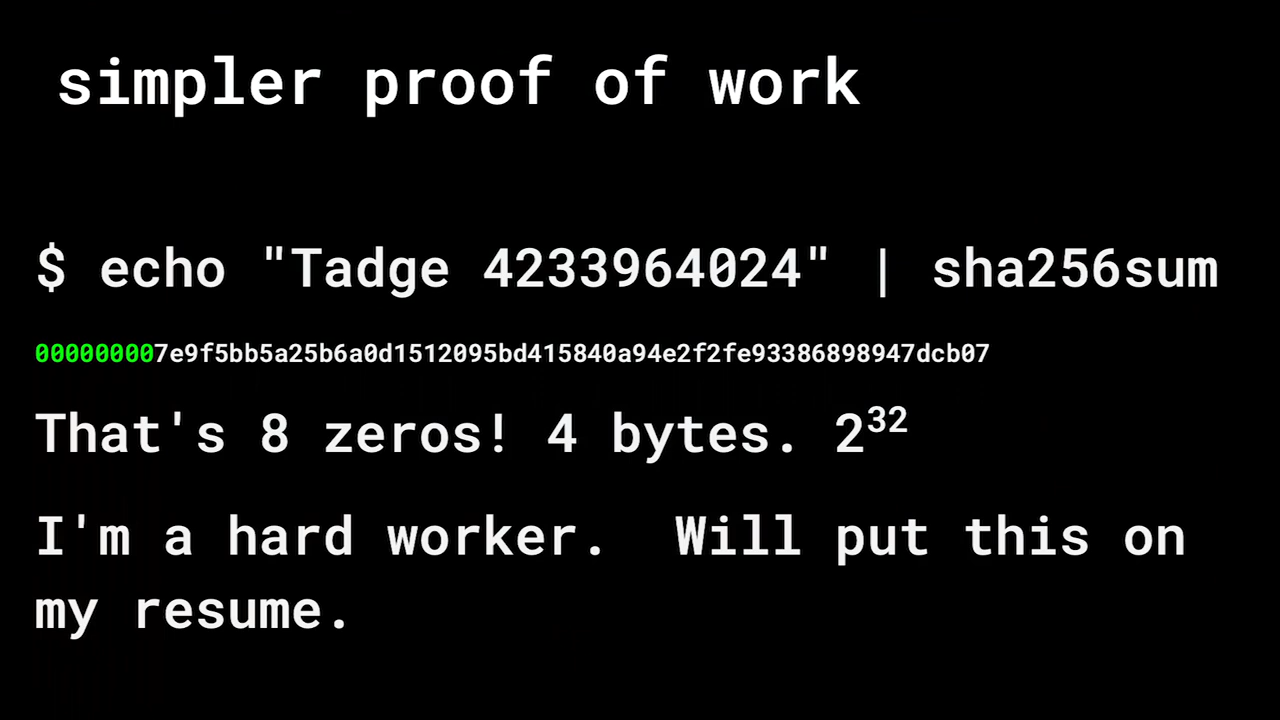 simpler proof of work
$ echo "Tadge 4233964024" | sha256sum
000000007e9f5bb5a25b6a0d1512095bd415840a94e2f2fe93386898947dcb07
That's 8 zeros! 4 bytes. 2³²
I'm a hard worker.  Will put this on
my resume.